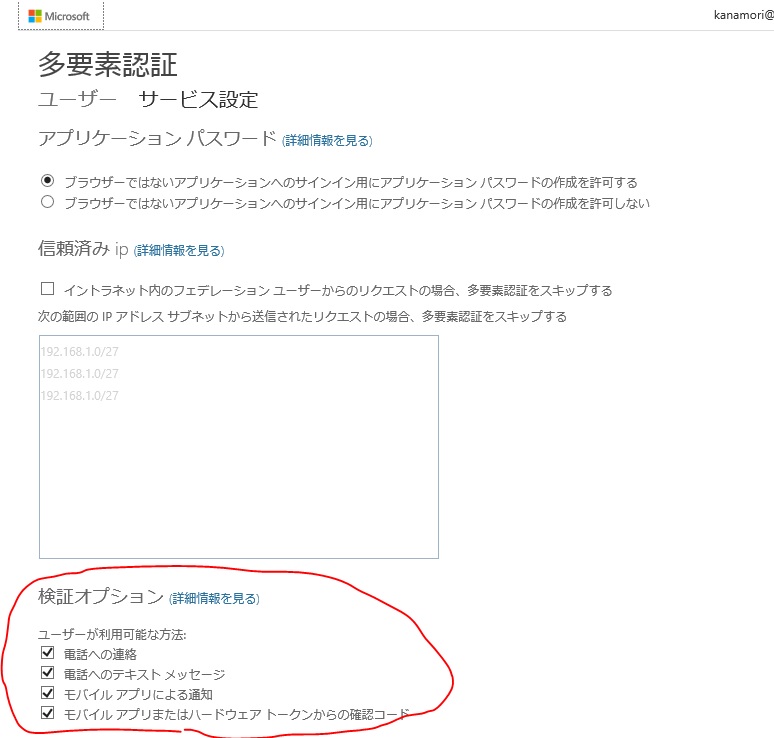 Microsoft
kanamori@
多要素認証
ユーザー サービス設定
アプリケーション パスワード (詳細情報を見る)
ブラウザーではないアプリケーションへのサインイン用にアプリケーション パスワードの作成を許可する
ブラウザーではないアプリケーションへのサインイン用にアプリケーション パスワードの作成を許可しない
信頼済み ip (詳細情報を見る)
イントラネット内のフェデレーション ユーザーからのリクエストの場合、多要素認証をスキップする
次の範囲の IP アドレス サブネットから送信されたリクエストの場合、多要素認証をスキップする
192.168.1.0/27
192.168.1.0/27
192.168.1.0/27
検証オプション (詳細情報を見る)
ユーザーが利用可能な方法:
電話への連絡
電話へのテキスト メッセージ
モバイル アプリによる通知
モバイル アプリまたはハードウェア トークンからの確認コード